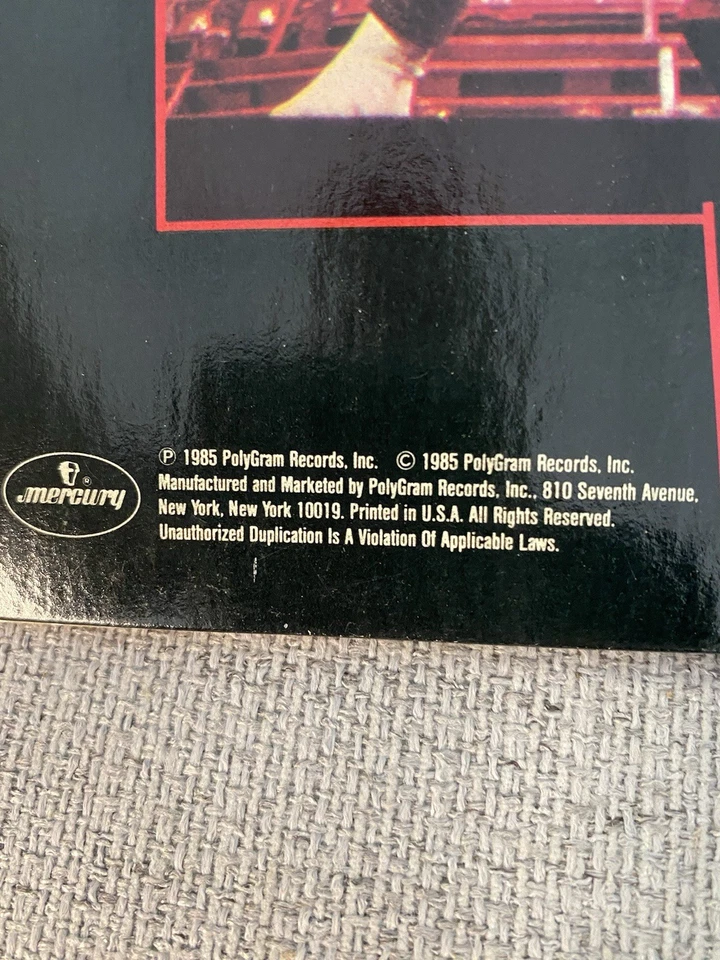 mercury ®
℗ 1985 PolyGram Records, Inc. © 1985 PolyGram Records, Inc.
Manufactured and Marketed by PolyGram Records, Inc., 810 Seventh Avenue,
New York, New York 10019. Printed in U.S.A. All Rights Reserved.
Unauthorized Duplication Is A Violation Of Applicable Laws.